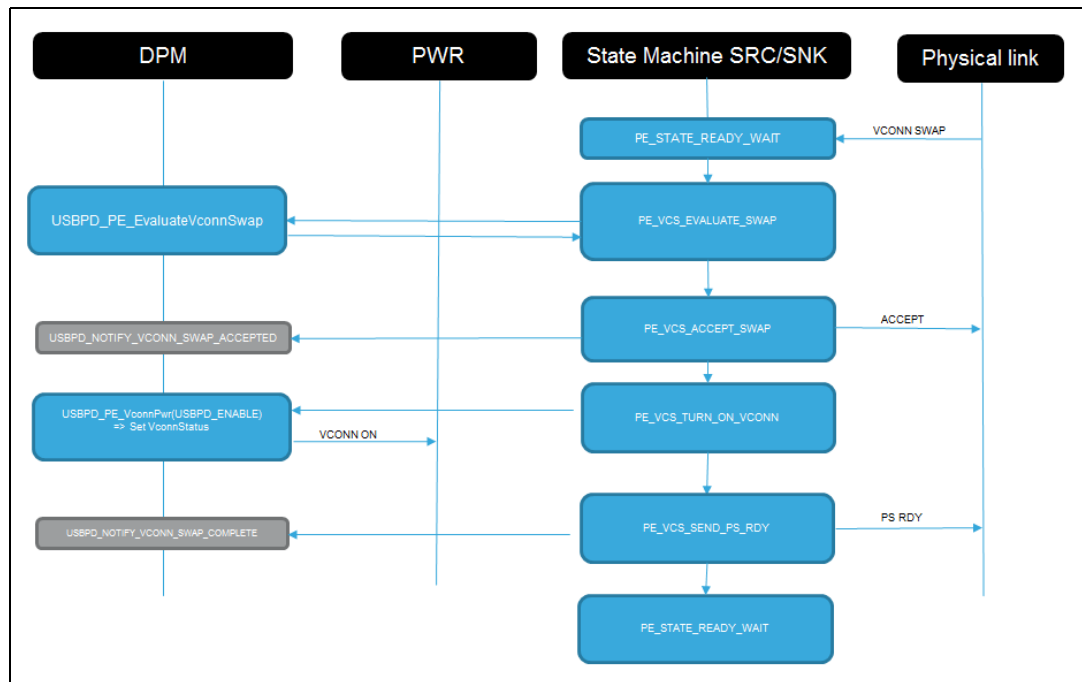 DPM
PWR
State Machine SRC/SNK
Physical link
PE_STATE_READY_WAIT
VCONN SWAP
USBPD_PE_EvaluateVconnSwap
PE_VCS_EVALUATE_SWAP
USBPD_NOTIFY_VCONN_SWAP_ACCEPTED
PE_VCS_ACCEPT_SWAP
ACCEPT
USBPD_PE_VconnPwr(USBPD_ENABLE)
=> Set VconnStatus
VCONN ON
PE_VCS_TURN_ON_VCONN
USBPD_NOTIFY_VCONN_SWAP_COMPLETE
PE_VCS_SEND_PS_RDY
PS RDY
PE_STATE_READY_WAIT